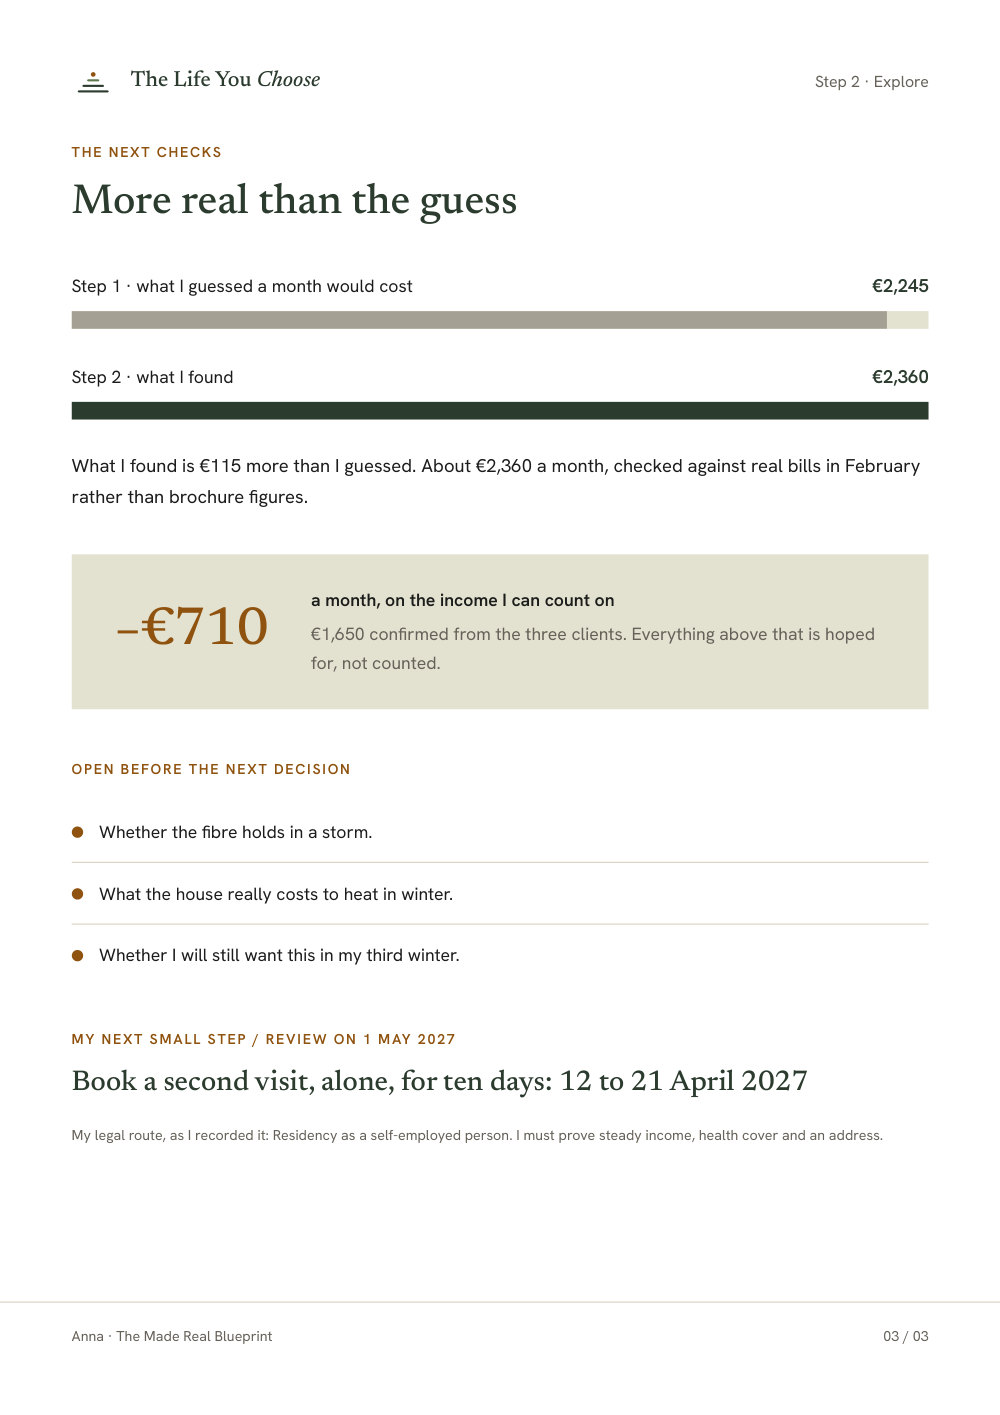 The Life You Choose
Step 2 · Explore
THE NEXT CHECKS
More real than the guess
Step 1 · what I guessed a month would cost
€2,245
Step 2 · what I found
€2,360
What I found is €115 more than I guessed. About €2,360 a month, checked against real bills in February
rather than brochure figures.
–€710
a month, on the income I can count on
€1,650 confirmed from the three clients. Everything above that is hoped
for, not counted.
OPEN BEFORE THE NEXT DECISION
Whether the fibre holds in a storm.
What the house really costs to heat in winter.
Whether I will still want this in my third winter.
MY NEXT SMALL STEP / REVIEW ON 1 MAY 2027
Book a second visit, alone, for ten days: 12 to 21 April 2027
My legal route, as I recorded it: Residency as a self-employed person. I must prove steady income, health cover and an address.
Anna · The Made Real Blueprint
03 / 03